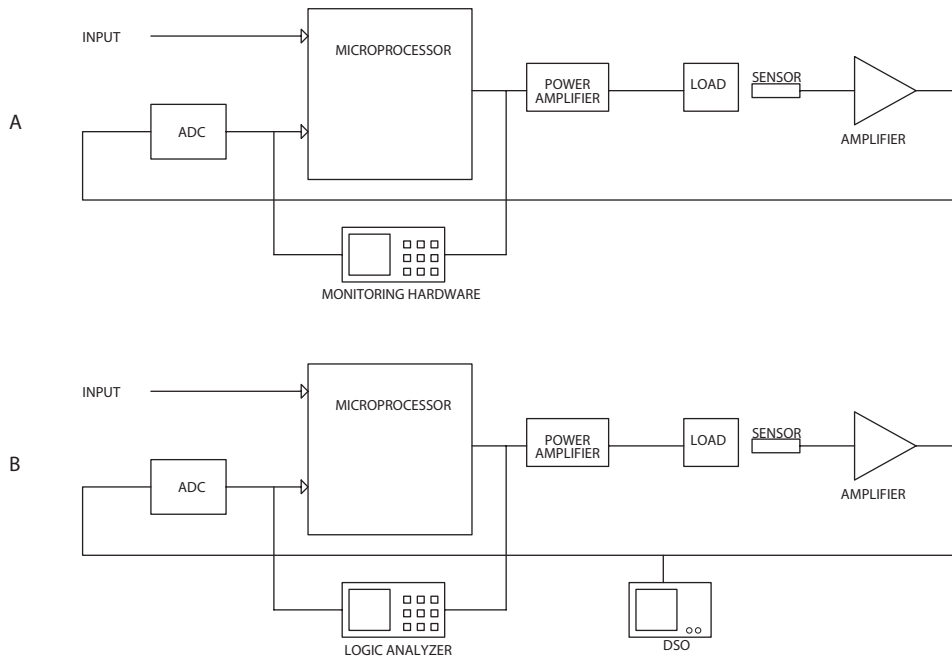 INPUT
MICROPROCESSOR
POWER
AMPLIFIER
LOAD
SENSOR
A
ADC
AMPLIFIER
MONITORING HARDWARE
INPUT
MICROPROCESSOR
POWER
AMPLIFIER
LOAD
SENSOR
B
ADC
AMPLIFIER
LOGIC ANALYZER
DSO